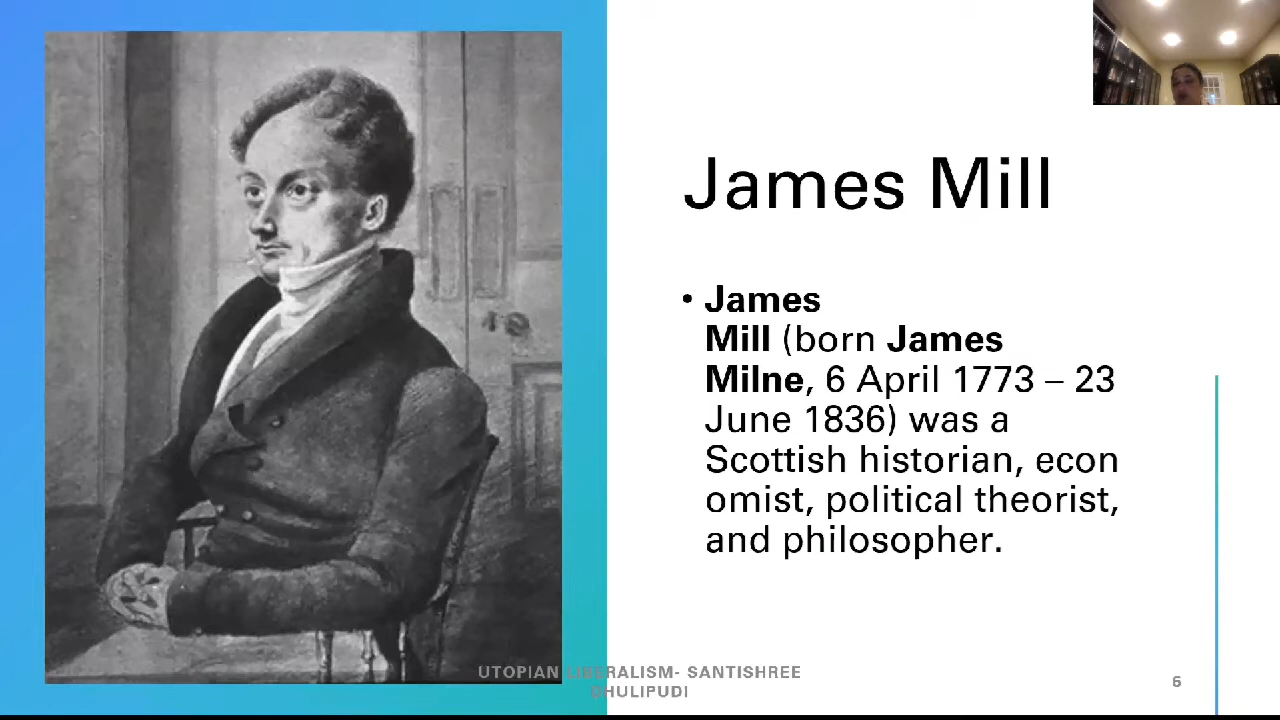 James Mill
• James
Mill (born James
Milne, 6 April 1773 – 23
June 1836) was a
Scottish historian, econ
omist, political theorist,
and philosopher.
UTOPIAN LIBERALISM- SANTISHREE
DHULIPUDI
6